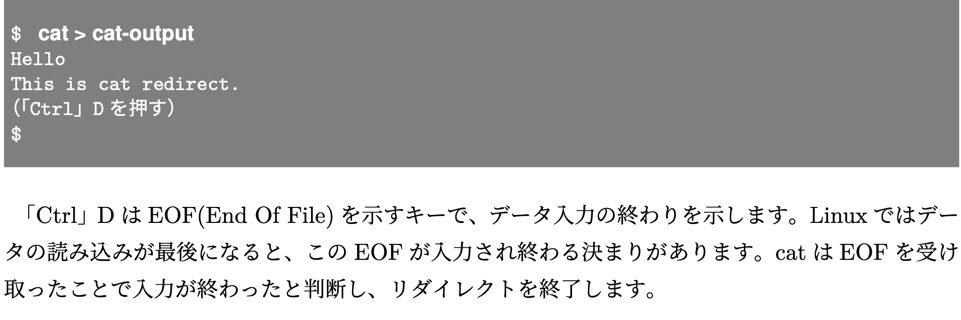 $ cat > cat-output
Hello
This is cat redirect.
(「Ctrl」D を押す)
$
「Ctrl」D は EOF(End Of File) を示すキーで、データ入力の終わりを示します。Linux ではデー
タの読み込みが最後になると、この EOF が入力され終わる決まりがあります。cat は EOF を受け
取ったことで入力が終わったと判断し、リダイレクトを終了します。